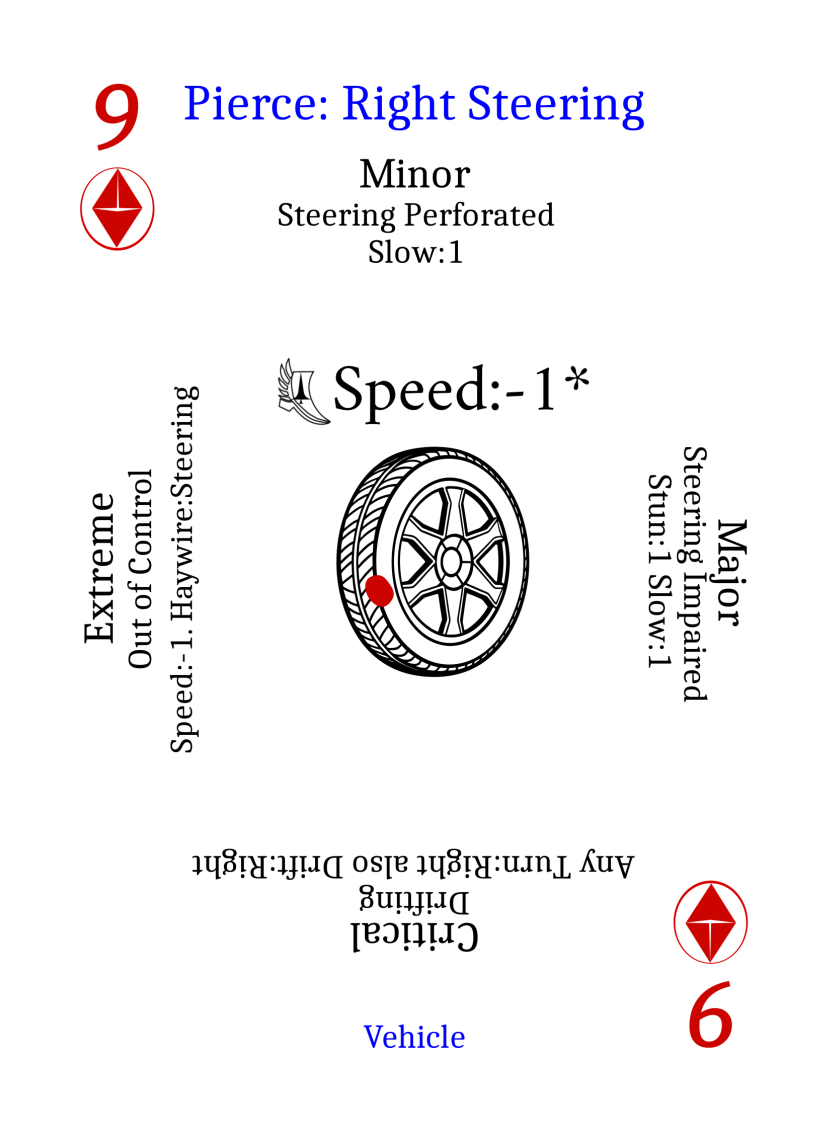 9
Pierce: Right Steering
Minor
Steering Perforated
Slow:1
Speed:-1*
Major
Steering Impaired
Stun:1 Slow:1
Critical
Drifting
Any Turn:Right also Drift:Right
Extreme
Out of Control
Speed:-1. Haywire:Steering
Vehicle
9